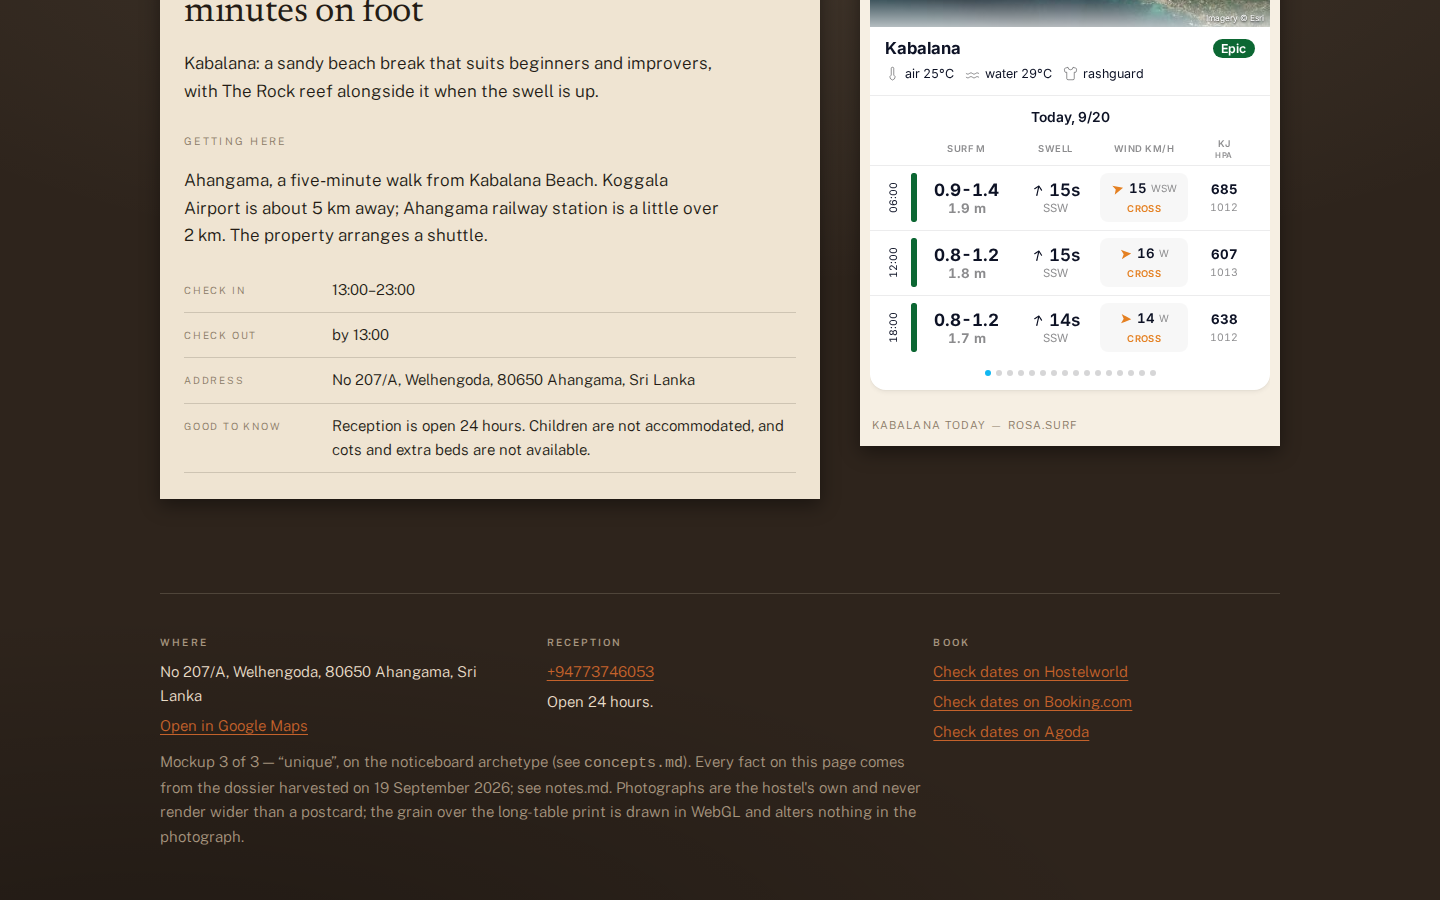 minutes on foot
Kabalana: a sandy beach break that suits beginners and improvers,
with The Rock reef alongside it when the swell is up.
GETTING HERE
Ahangama, a five-minute walk from Kabalana Beach. Koggala
Airport is about 5 km away; Ahangama railway station is a little over
2 km. The property arranges a shuttle.
CHECK IN 13:00–23:00
CHECK OUT by 13:00
ADDRESS No 207/A, Welhengoda, 80650 Ahangama, Sri Lanka
GOOD TO KNOW Reception is open 24 hours. Children are not accommodated, and
cots and extra beds are not available.
Imagery © Esri
Kabalana Epic
air 25°C water 29°C rashguard
Today, 9/20
SURF M SWELL WIND KM/H KJ
HPA
06:00 0.9-1.4 15s 15 WSW 685
1.9 m SSW CROSS 1012
12:00 0.8-1.2 15s 16 W 607
1.8 m SSW CROSS 1013
18:00 0.8-1.2 14s 14 W 638
1.7 m SSW CROSS 1012
KABALANA TODAY — ROSA.SURF
WHERE
No 207/A, Welhengoda, 80650 Ahangama, Sri
Lanka
Open in Google Maps
RECEPTION
+94773746053
Open 24 hours.
BOOK
Check dates on Hostelworld
Check dates on Booking.com
Check dates on Agoda
Mockup 3 of 3 — “unique”, on the noticeboard archetype (see concepts.md). Every fact on this page comes
from the dossier harvested on 19 September 2026; see notes.md. Photographs are the hostel's own and never
render wider than a postcard; the grain over the long-table print is drawn in WebGL and alters nothing in the
photograph.